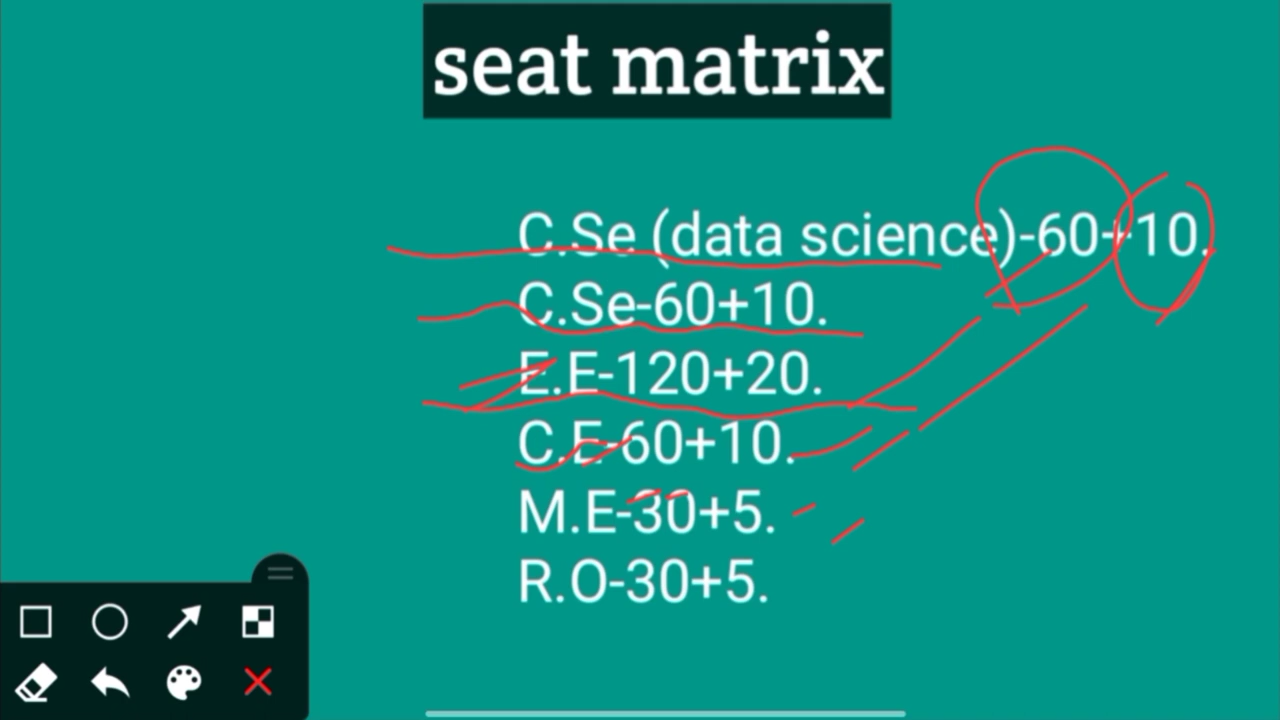 seat matrix
C.Se (data science)-60+10.
C.Se-60+10.
E.E-120+20.
C.E-60+10.
M.E-30+5.
R.O-30+5.